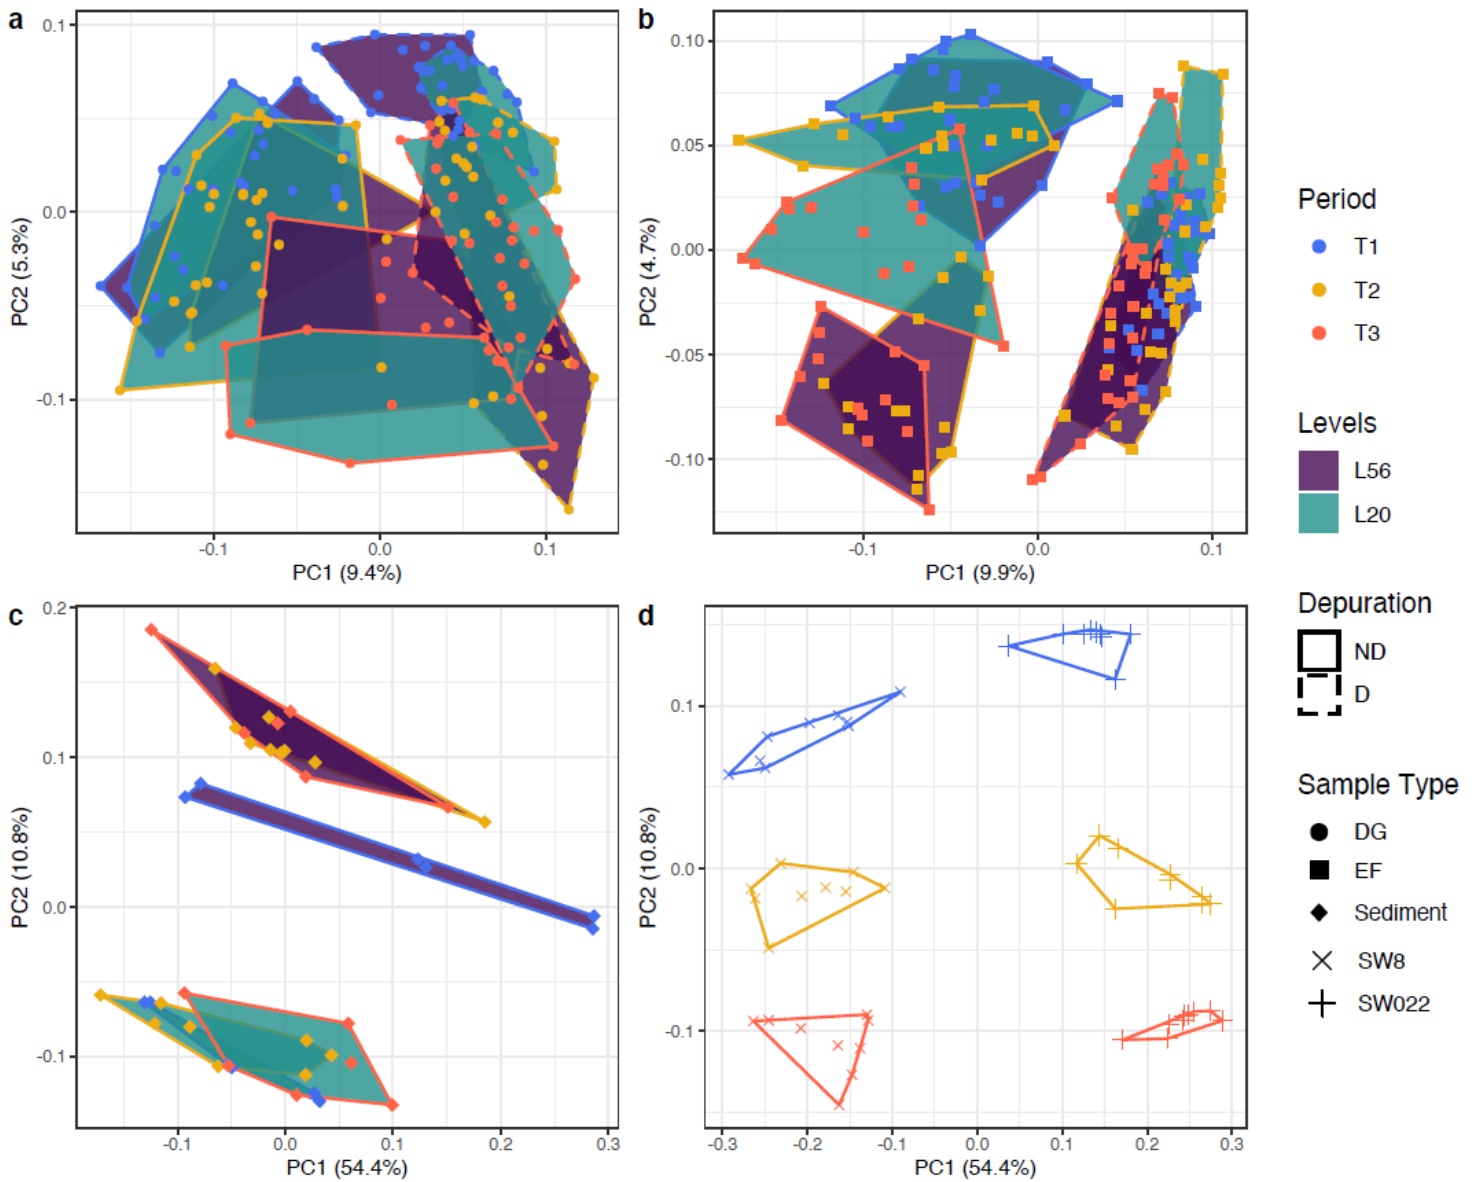 a
0.1
0.0
-0.1
PC2 (5.3%)
-0.1
0.0
0.1
PC1 (9.4%)
b
0.10
0.05
0.00
-0.05
-0.10
PC2 (4.7%)
-0.1
0.0
0.1
PC1 (9.9%)
c
0.2
0.1
0.0
-0.1
PC2 (10.8%)
-0.1
0.0
0.1
0.2
0.3
PC1 (54.4%)
d
0.1
0.0
-0.1
PC2 (10.8%)
-0.3
-0.2
-0.1
0.0
0.1
0.2
0.3
PC1 (54.4%)
Period
T1
T2
T3
Levels
L56
L20
Depuration
ND
D
Sample Type
DG
EF
Sediment
SW8
SW022